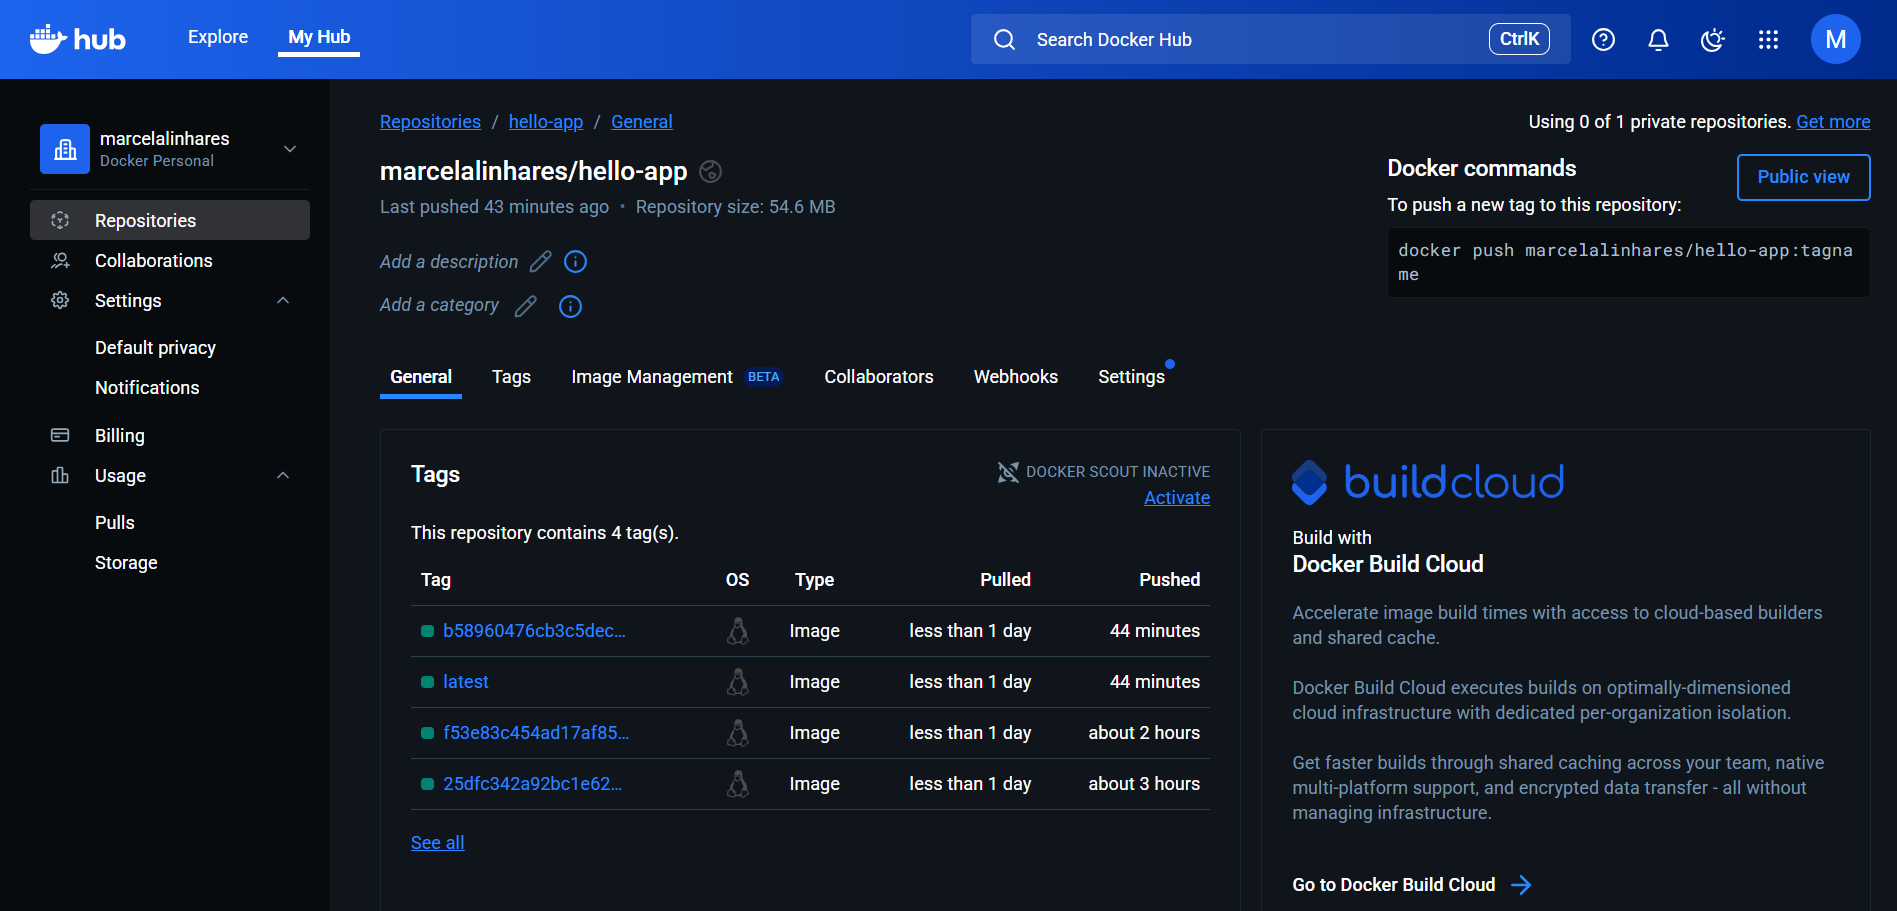 hub
Explore
My Hub
Search Docker Hub
CtrlK
M
marcelalinhares
Docker Personal
Repositories
Collaborations
Settings
Default privacy
Notifications
Billing
Usage
Pulls
Storage
Repositories / hello-app / General
Using 0 of 1 private repositories. Get more
marcelalinhares/hello-app
Last pushed 43 minutes ago • Repository size: 54.6 MB
Add a description
Add a category
Docker commands
Public view
To push a new tag to this repository:
docker push marcelalinhares/hello-app:tagna
me
General
Tags
Image Management BETA
Collaborators
Webhooks
Settings
Tags
DOCKER SCOUT INACTIVE
Activate
This repository contains 4 tag(s).
Tag OS Type Pulled Pushed
b58960476cb3c5dec... Image less than 1 day 44 minutes
latest Image less than 1 day 44 minutes
f53e83c454ad17af85... Image less than 1 day about 2 hours
25dfc342a92bc1e62... Image less than 1 day about 3 hours
See all
buildcloud
Build with
Docker Build Cloud
Accelerate image build times with access to cloud-based builders
and shared cache.
Docker Build Cloud executes builds on optimally-dimensioned
cloud infrastructure with dedicated per-organization isolation.
Get faster builds through shared caching across your team, native
multi-platform support, and encrypted data transfer - all without
managing infrastructure.
Go to Docker Build Cloud